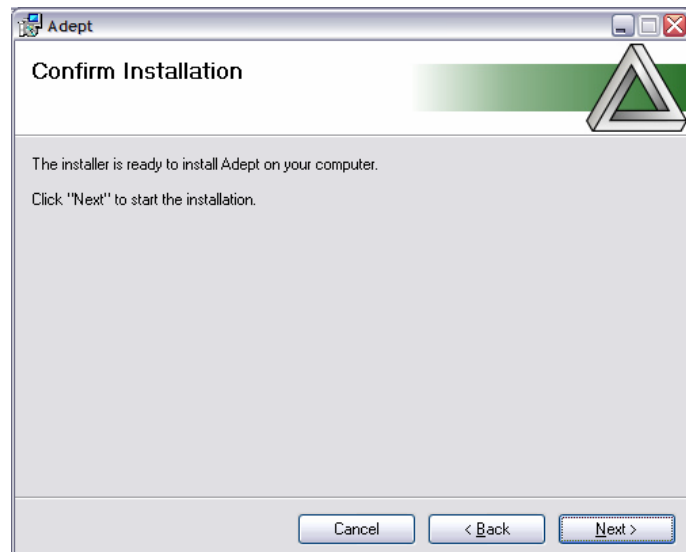 Adept
Confirm Installation
The installer is ready to install Adept on your computer.
Click "Next" to start the installation.
Cancel
< Back
Next >